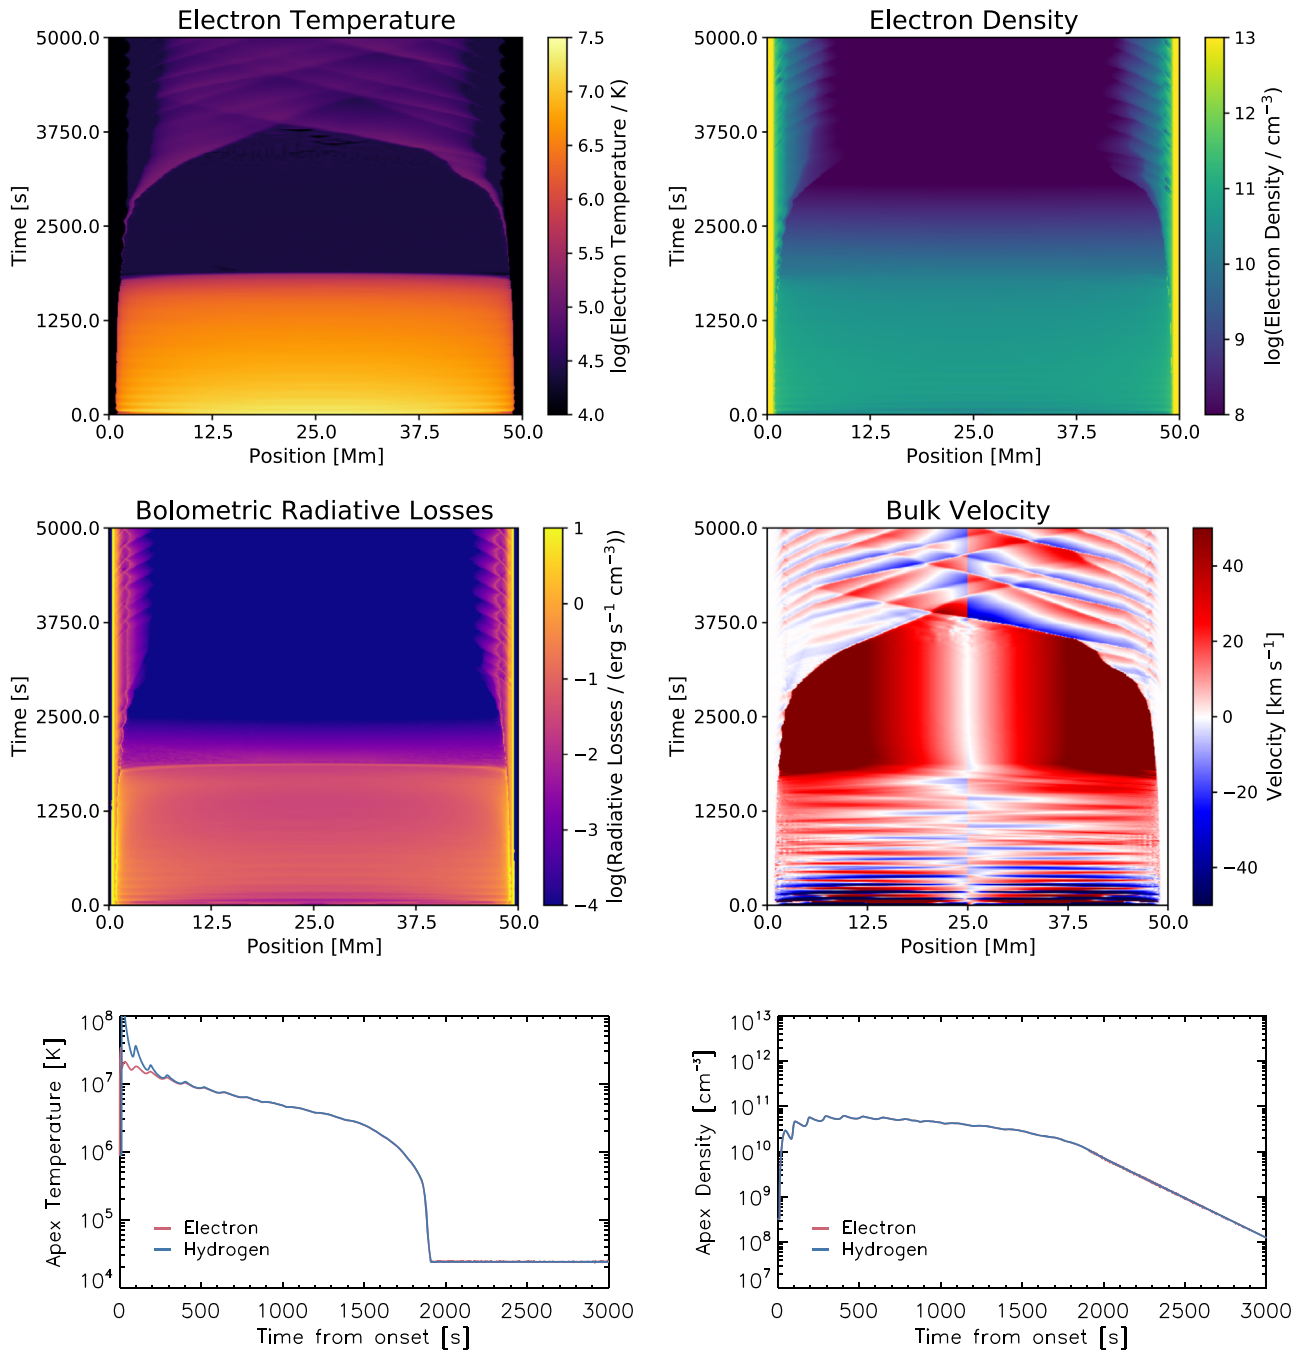 Electron Temperature
5000.0
3750.0
2500.0
1250.0
0.0
Time [s]
0.0 12.5 25.0 37.5 50.0
Position [Mm]
7.5
7.0
6.5
6.0
5.5
5.0
4.5
4.0
log(Electron Temperature / K)
Electron Density
5000.0
3750.0
2500.0
1250.0
0.0
Time [s]
0.0 12.5 25.0 37.5 50.0
Position [Mm]
13
12
11
10
9
8
log(Electron Density / cm⁻³)
Bolometric Radiative Losses
5000.0
3750.0
2500.0
1250.0
0.0
Time [s]
0.0 12.5 25.0 37.5 50.0
Position [Mm]
1
0
−1
−2
−3
−4
log(Radiative Losses / (erg s⁻¹ cm⁻³))
Bulk Velocity
5000.0
3750.0
2500.0
1250.0
0.0
Time [s]
0.0 12.5 25.0 37.5 50.0
Position [Mm]
40
20
0
−20
−40
Velocity [km s⁻¹]
10⁸
10⁷
10⁶
10⁵
10⁴
Apex Temperature [K]
Electron
Hydrogen
0 500 1000 1500 2000 2500 3000
Time from onset [s]
10¹³
10¹²
10¹¹
10¹⁰
10⁹
10⁸
10⁷
Apex Density [cm⁻³]
Electron
Hydrogen
0 500 1000 1500 2000 2500 3000
Time from onset [s]